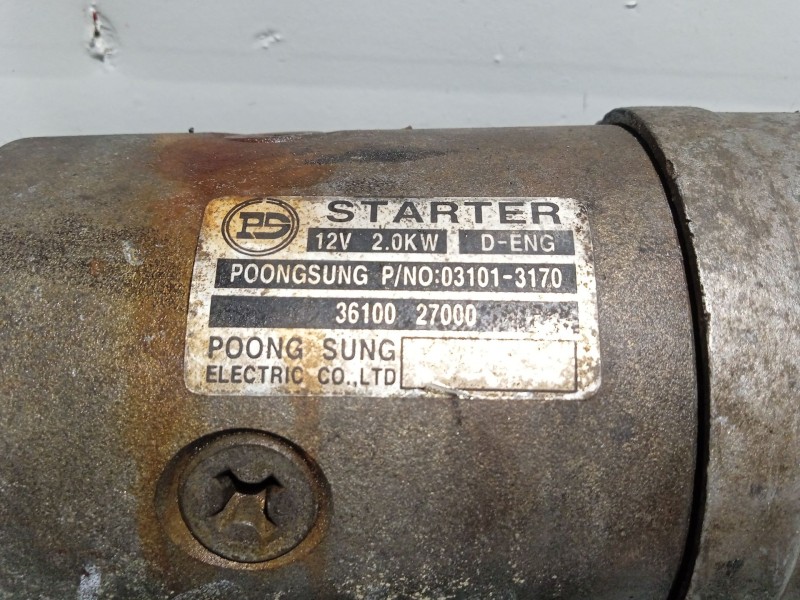 PS STARTER
12V 2.0KW D-ENG
POONGSUNG P/NO:03101-3170
36100 27000
POONG SUNG
ELECTRIC CO.,LTD